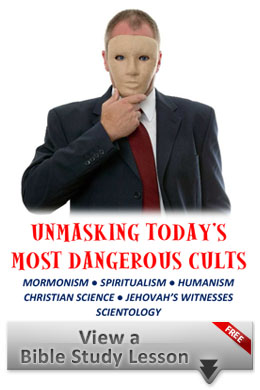 UNMASKING TODAY'S
MOST DANGEROUS CULTS
MORMONISM ● SPIRITUALISM ● HUMANISM
CHRISTIAN SCIENCE ● JEHOVAH'S WITNESSES
SCIENTOLOGY
View a
Bible Study Lesson
FREE